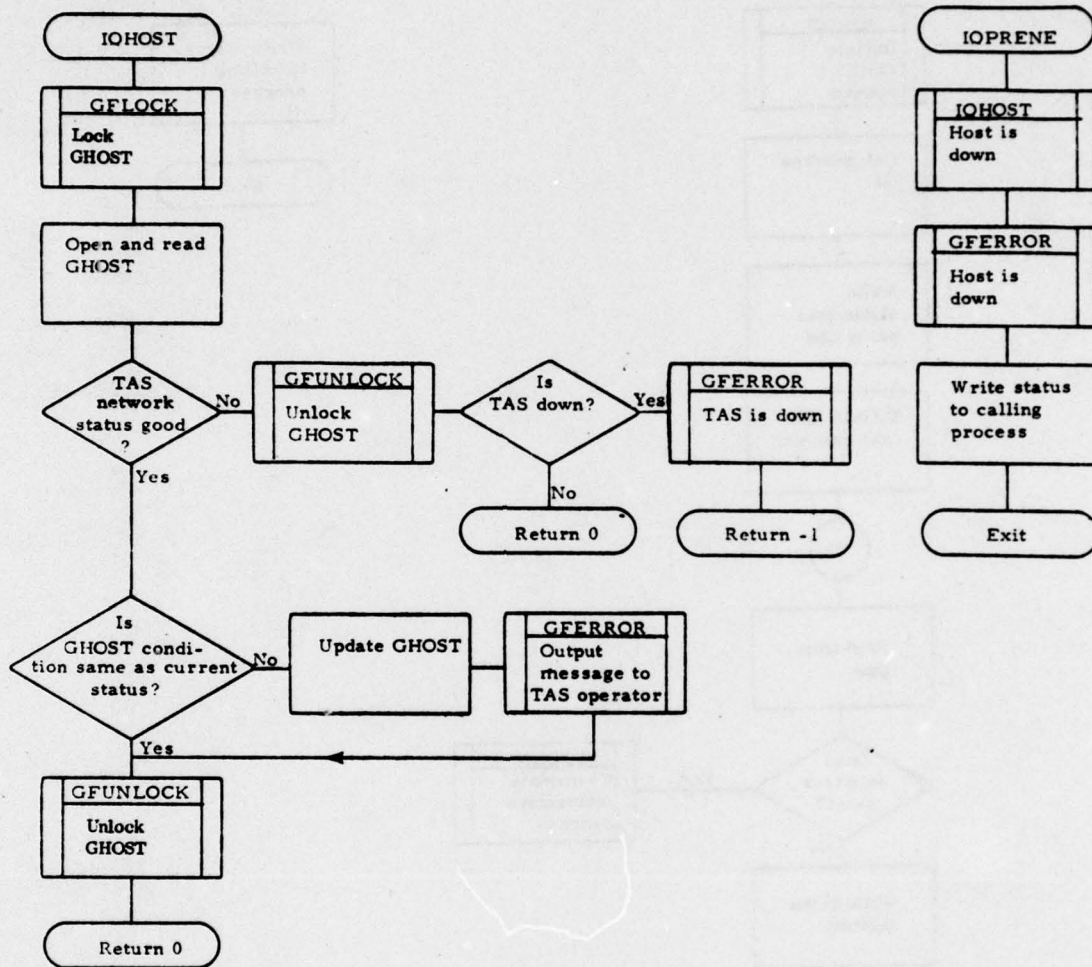 IOHOST
GFLOCK
Lock
GHOST
Open and read
GHOST
TAS
network
status good
?
No
Yes
GFUNLOCK
Unlock
GHOST
Is
TAS down?
Yes
No
GFERROR
TAS is down
Return 0
Return -1
Is
GHOST condi-
tion same as current
status?
No
Yes
Update GHOST
GFERROR
Output
message to
TAS operator
GFUNLOCK
Unlock
GHOST
Return 0
IOPRENE
IOHOST
Host is
down
GFERROR
Host is
down
Write status
to calling
process
Exit